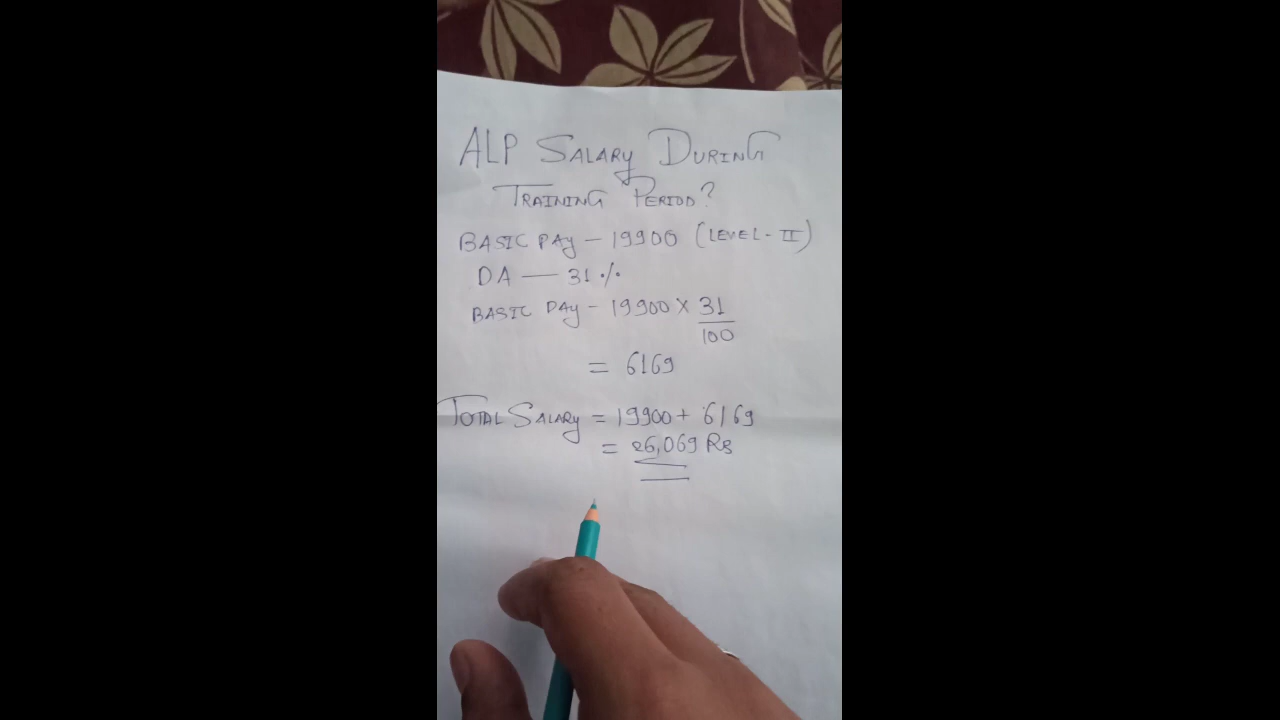 ALP SALARY DURING
TRAINING PERIOD?
BASIC PAY - 19900 (LEVEL - II)
DA — 31 %
BASIC PAY - 19900 × 31/100
= 6169
TOTAL SALARY = 19900 + 6169
= 26,069 Rs